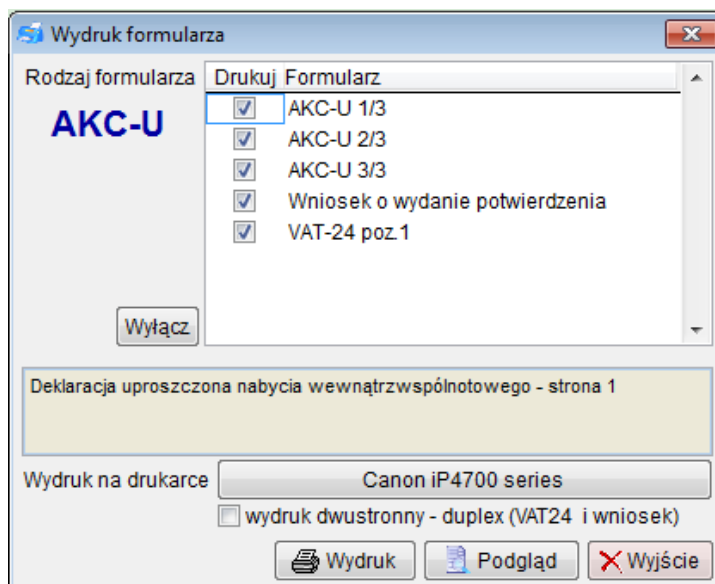 Wydruk formularza
Rodzaj formularza
AKC-U
Drukuj Formularz
AKC-U 1/3
AKC-U 2/3
AKC-U 3/3
Wniosek o wydanie potwierdzenia
VAT-24 poz.1
Wyłącz
Deklaracja uproszczona nabycia wewnątrzwspólnotowego - strona 1
Wydruk na drukarce Canon iP4700 series
wydruk dwustronny - duplex (VAT24 i wniosek)
Wydruk Podgląd Wyjście